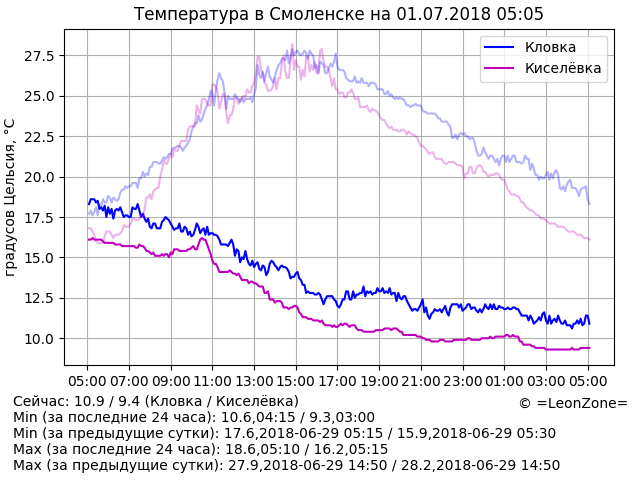 Температура в Смоленске на 01.07.2018 05:05
Кловка
Киселёвка
градусов Цельсия, °C
27.5
25.0
22.5
20.0
17.5
15.0
12.5
10.0
05:00 07:00 09:00 11:00 13:00 15:00 17:00 19:00 21:00 23:00 01:00 03:00 05:00
Сейчас: 10.9 / 9.4 (Кловка / Киселёвка)
© =LeonZone=
Min (за последние 24 часа): 10.6,04:15 / 9.3,03:00
Min (за предыдущие сутки): 17.6,2018-06-29 05:15 / 15.9,2018-06-29 05:30
Max (за последние 24 часа): 18.6,05:10 / 16.2,05:15
Max (за предыдущие сутки): 27.9,2018-06-29 14:50 / 28.2,2018-06-29 14:50